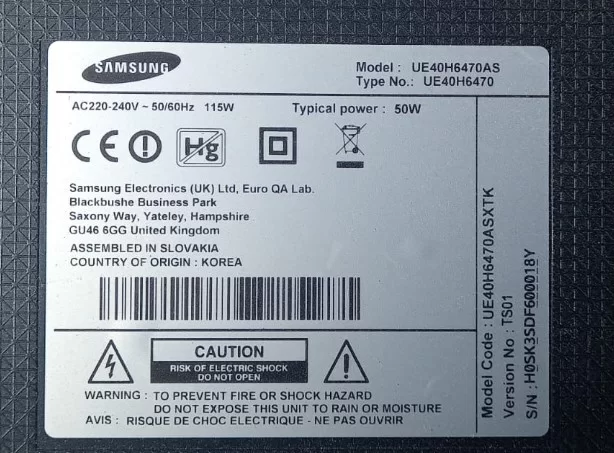 SAMSUNG
Model : UE40H6470AS
Type No.: UE40H6470
AC220-240V ~ 50/60Hz 115W
Typical power : 50W
CE
Hg
Samsung Electronics (UK) Ltd, Euro QA Lab.
Blackbushe Business Park
Saxony Way, Yateley, Hampshire
GU46 6GG United Kingdom
ASSEMBLED IN SLOVAKIA
COUNTRY OF ORIGIN : KOREA
CAUTION
RISK OF ELECTRIC SHOCK
DO NOT OPEN
WARNING : TO PREVENT FIRE OR SHOCK HAZARD
DO NOT EXPOSE THIS UNIT TO RAIN OR MOISTURE
AVIS : RISQUE DE CHOC ELECTRIQUE - NE PAS OUVRIR
Model Code : UE40H6470ASXTK
Version No : TS01
S/N : H0SK3SDF600018Y